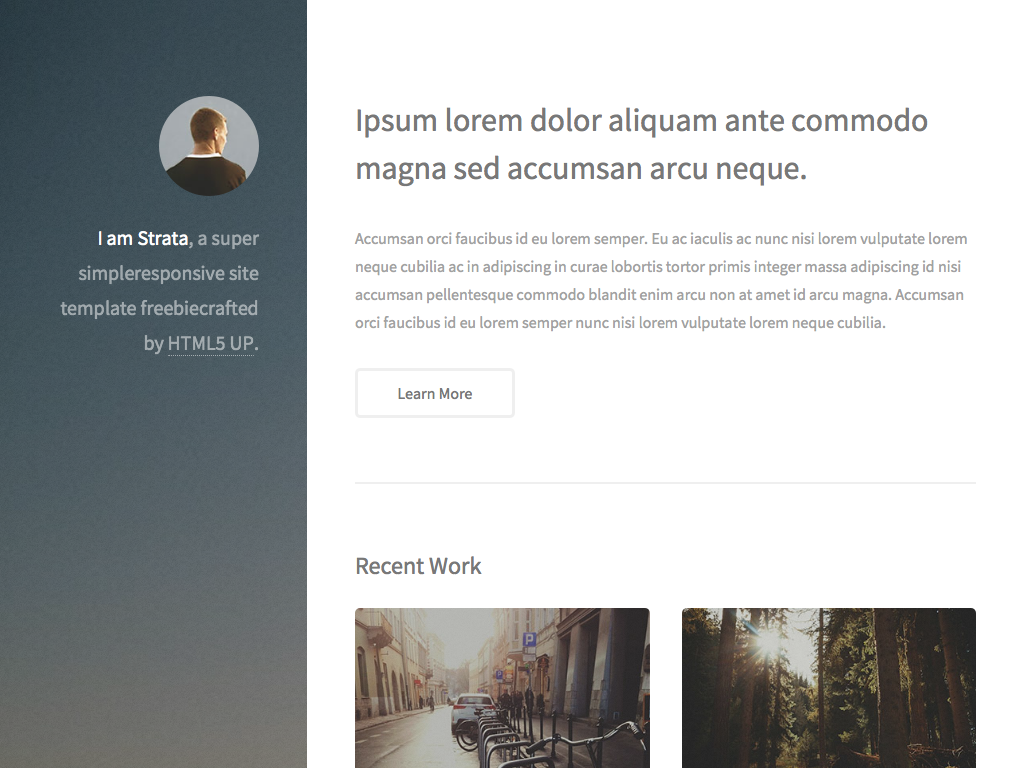 I am Strata, a super
simpleresponsive site
template freebiecrafted
by HTML5 UP.
Ipsum lorem dolor aliquam ante commodo
magna sed accumsan arcu neque.
Accumsan orci faucibus id eu lorem semper. Eu ac iaculis ac nunc nisi lorem vulputate lorem
neque cubilia ac in adipiscing in curae lobortis tortor primis integer massa adipiscing id nisi
accumsan pellentesque commodo blandit enim arcu non at amet id arcu magna. Accumsan
orci faucibus id eu lorem semper nunc nisi lorem vulputate lorem neque cubilia.
Learn More
Recent Work
P
P